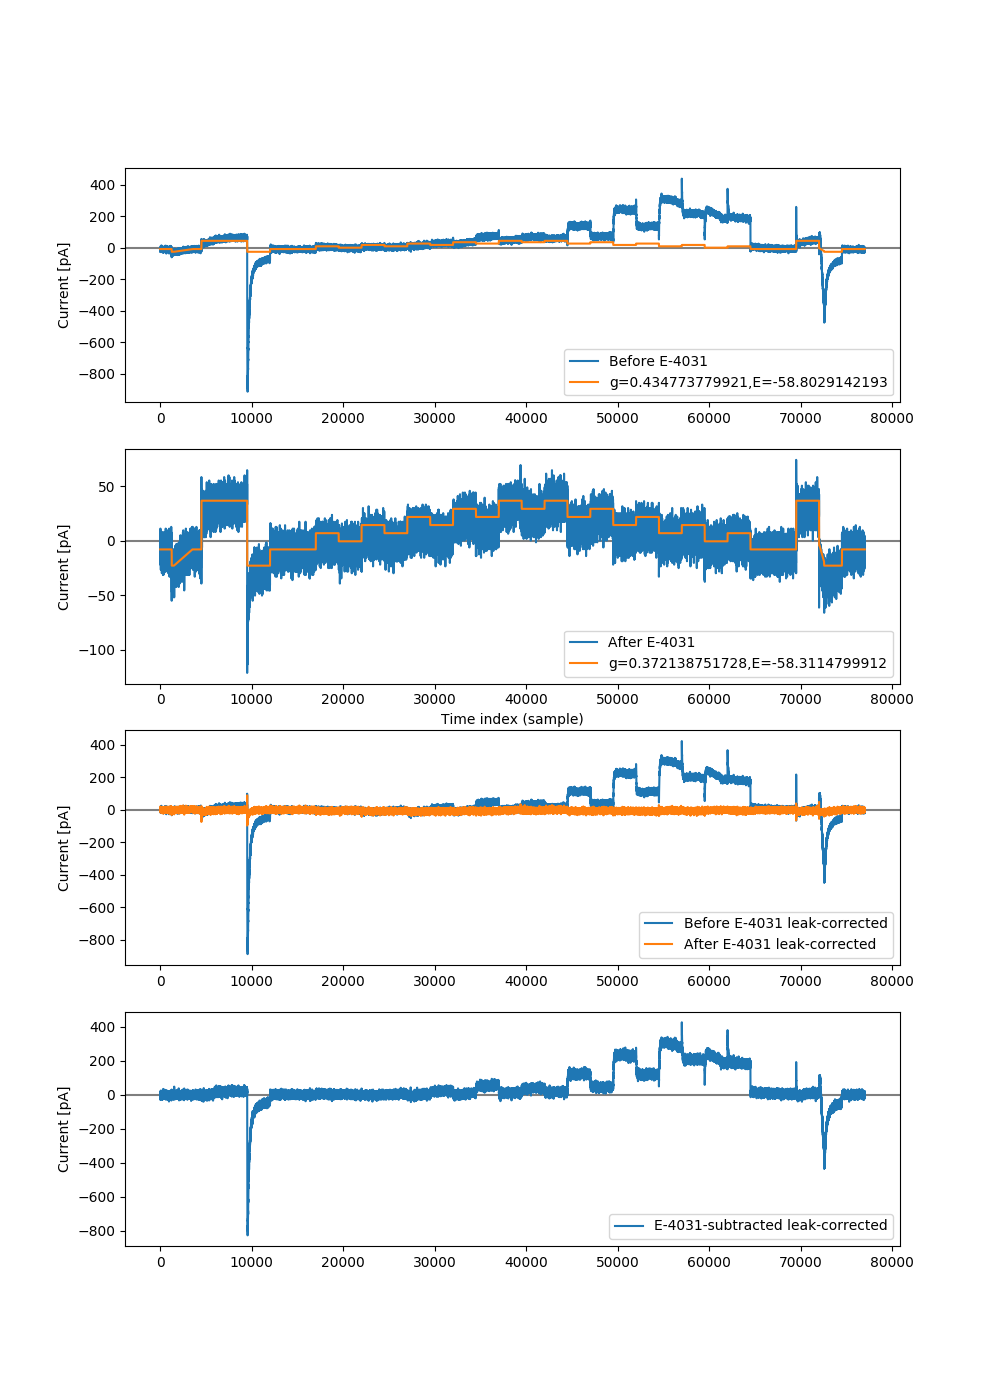 400
200
0
−200
−400
−600
−800
Current [pA]
Before E-4031
g=0.434773779921,E=-58.8029142193
0 10000 20000 30000 40000 50000 60000 70000 80000
50
0
−50
−100
Current [pA]
After E-4031
g=0.372138751728,E=-58.3114799912
0 10000 20000 30000 40000 50000 60000 70000 80000
Time index (sample)
400
200
0
−200
−400
−600
−800
Current [pA]
Before E-4031 leak-corrected
After E-4031 leak-corrected
0 10000 20000 30000 40000 50000 60000 70000 80000
400
200
0
−200
−400
−600
−800
Current [pA]
E-4031-subtracted leak-corrected
0 10000 20000 30000 40000 50000 60000 70000 80000